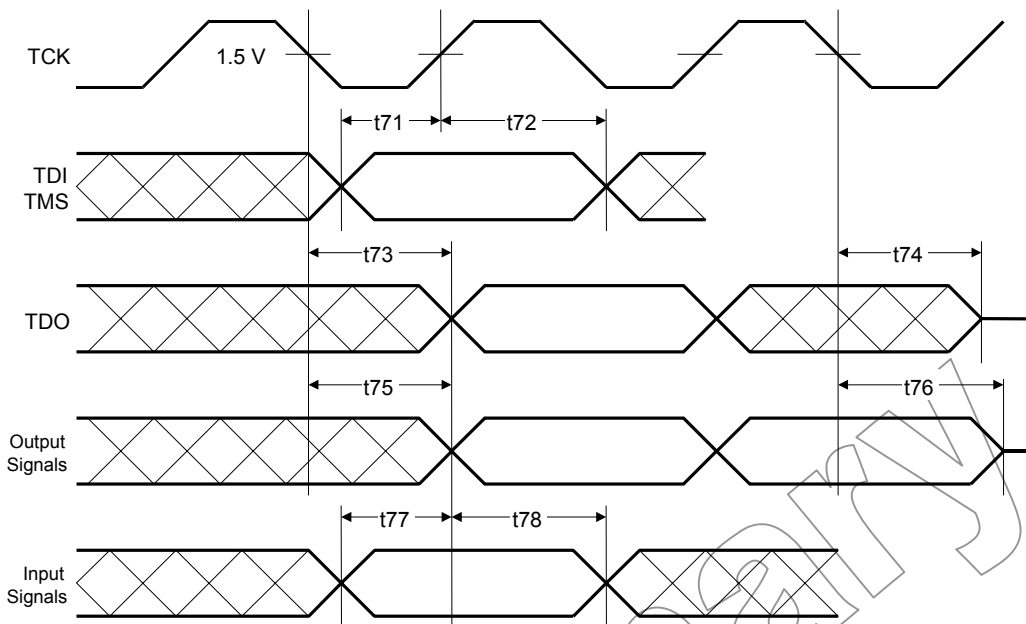 TCK
1.5 V
t71
t72
TDI
TMS
t73
t74
TDO
t75
t76
Output
Signals
t77
t78
Input
Signals